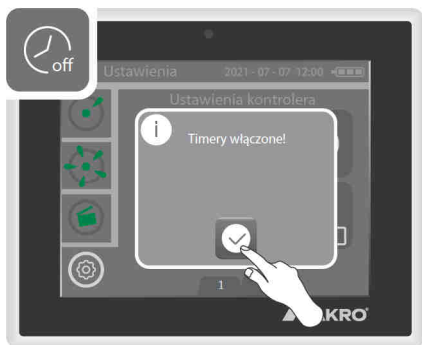 off
Ustawienia 2021 - 07 - 07 12:00
Ustawienia kontrolera
i
Timery włączone!
1
AKRO